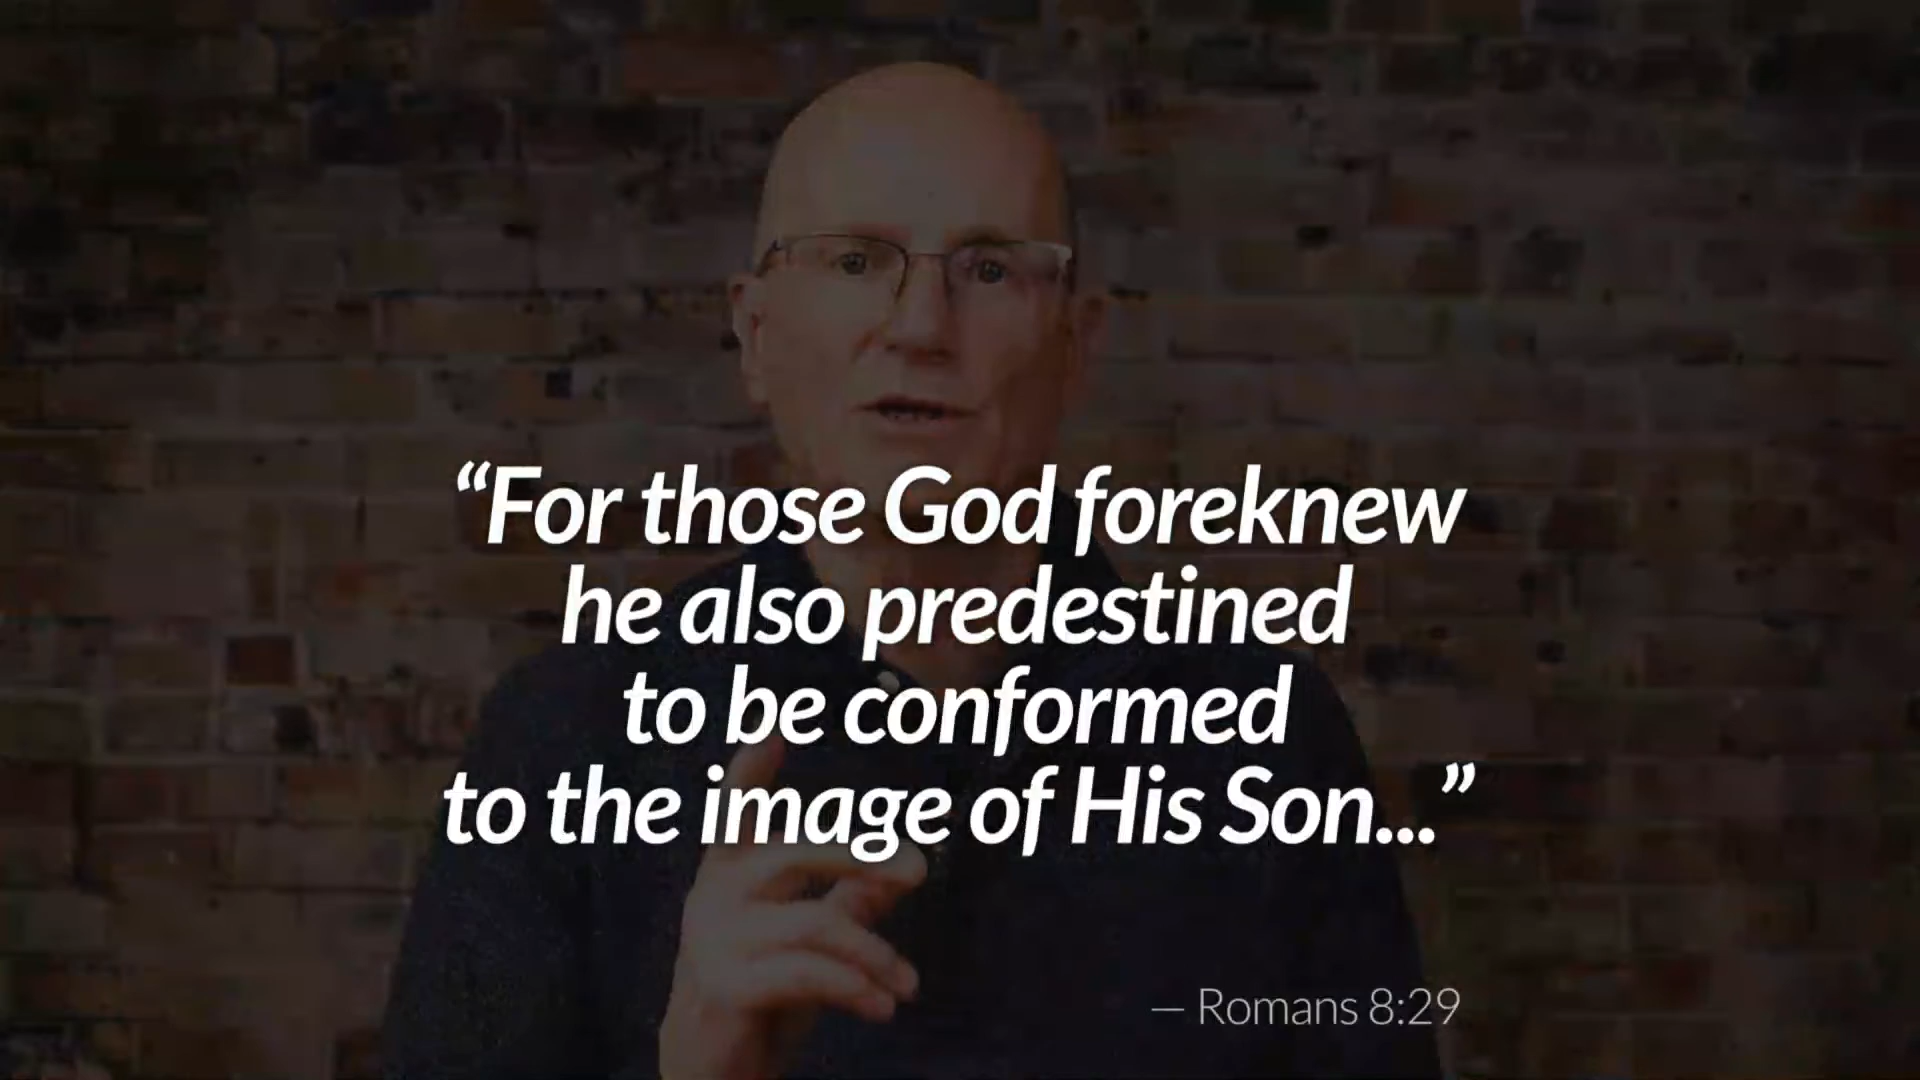 “For those God foreknew
he also predestined
to be conformed
to the image of His Son...”
— Romans 8:29